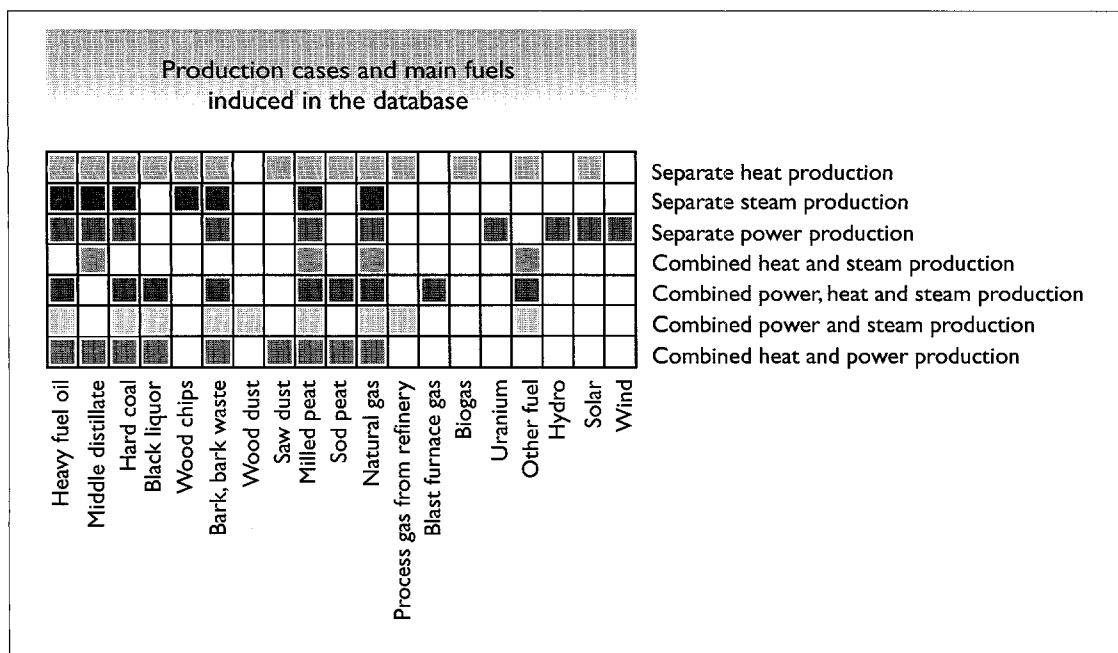 Production cases and main fuels
induced in the database
Separate heat production
Separate steam production
Separate power production
Combined heat and steam production
Combined power, heat and steam production
Combined power and steam production
Combined heat and power production
Heavy fuel oil
Middle distillate
Hard coal
Black liquor
Wood chips
Bark, bark waste
Wood dust
Saw dust
Milled peat
Sod peat
Natural gas
Process gas from refinery
Blast furnace gas
Biogas
Uranium
Other fuel
Hydro
Solar
Wind